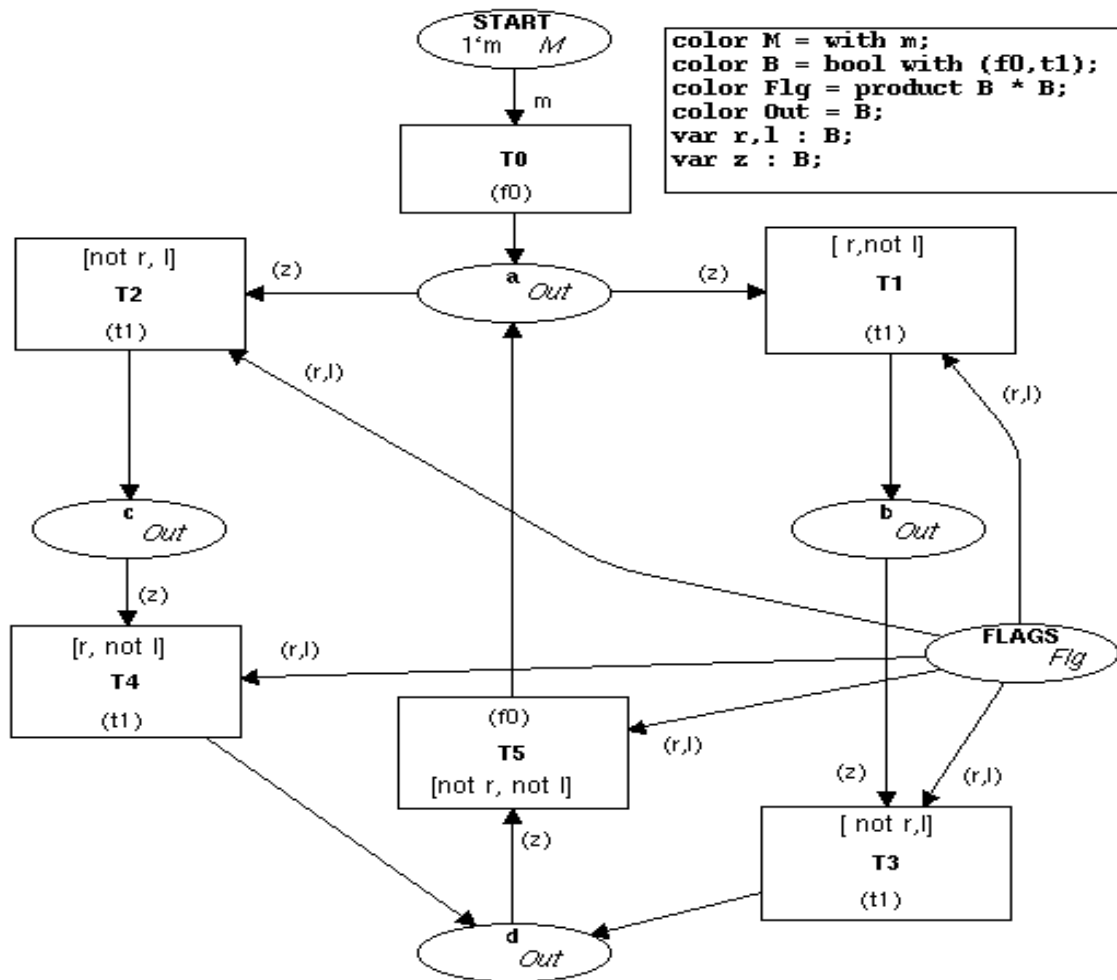 START
1'm M
color M = with m;
color B = bool with (f0,t1);
color Flg = product B * B;
color Out = B;
var r,l : B;
var z : B;
m
T0
(f0)
[not r, l]
T2
(t1)
(z)
a
Out
(z)
[ r,not l]
T1
(t1)
(r,l)
(r,l)
c
Out
b
Out
(z)
[r, not l]
T4
(t1)
(r,l)
FLAGS
Flg
(f0)
T5
[not r, not l]
(r,l)
(z)
(r,l)
(z)
[ not r,l]
T3
(t1)
d
Out